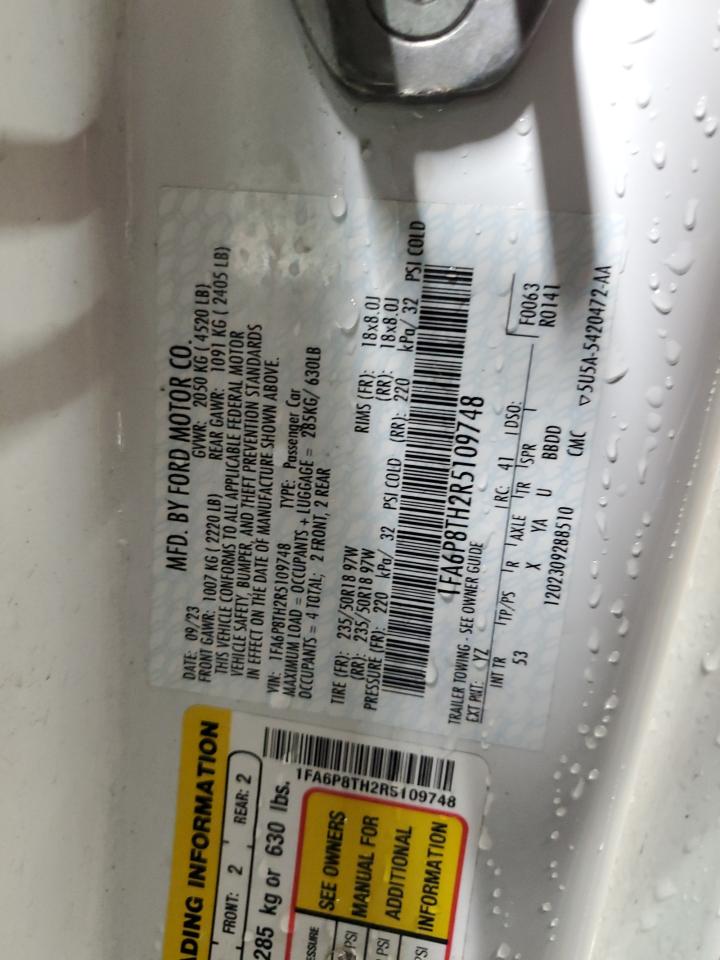 MFD. BY FORD MOTOR CO.
DATE: 09/23 GVWR: 2050 KG ( 4520 LB)
FRONT GAWR: 1007 KG ( 2220 LB) REAR GAWR: 1091 KG ( 2405 LB)
THIS VEHICLE CONFORMS TO ALL APPLICABLE FEDERAL MOTOR
VEHICLE SAFETY, BUMPER, AND THEFT PREVENTION STANDARDS
IN EFFECT ON THE DATE OF MANUFACTURE SHOWN ABOVE.
VIN: 1FA6P8TH2R5109748 TYPE: Passenger Car
MAXIMUM LOAD = OCCUPANTS + LUGGAGE = 285KG/ 630LB
OCCUPANTS = 4 TOTAL; 2 FRONT, 2 REAR
TIRE (FR): 235/50R18 97W RIMS (FR): 18x8.0J
(RR): 235/50R18 97W (RR): 18x8.0J
PRESSURE (FR): 220 kPa/ 32 PSI COLD (RR): 220 kPa/ 32 PSI COLD
1FA6P8TH2R5109748
TRAILER TOWING - SEE OWNER GUIDE
EXT PNT: YZ RC: 41 DSO: F0063
INT TR TP/PS R AXLE TR SPR R0141
53 X YA U BBDD
1202309288510 CMC ▽5U5A-5420472-AA
ADING INFORMATION
FRONT: 2 REAR: 2
285 kg or 630 lbs.
1FA6P8TH2R5109748
SEE OWNERS
MANUAL FOR
ADDITIONAL
INFORMATION
PSI
PSI
PSI